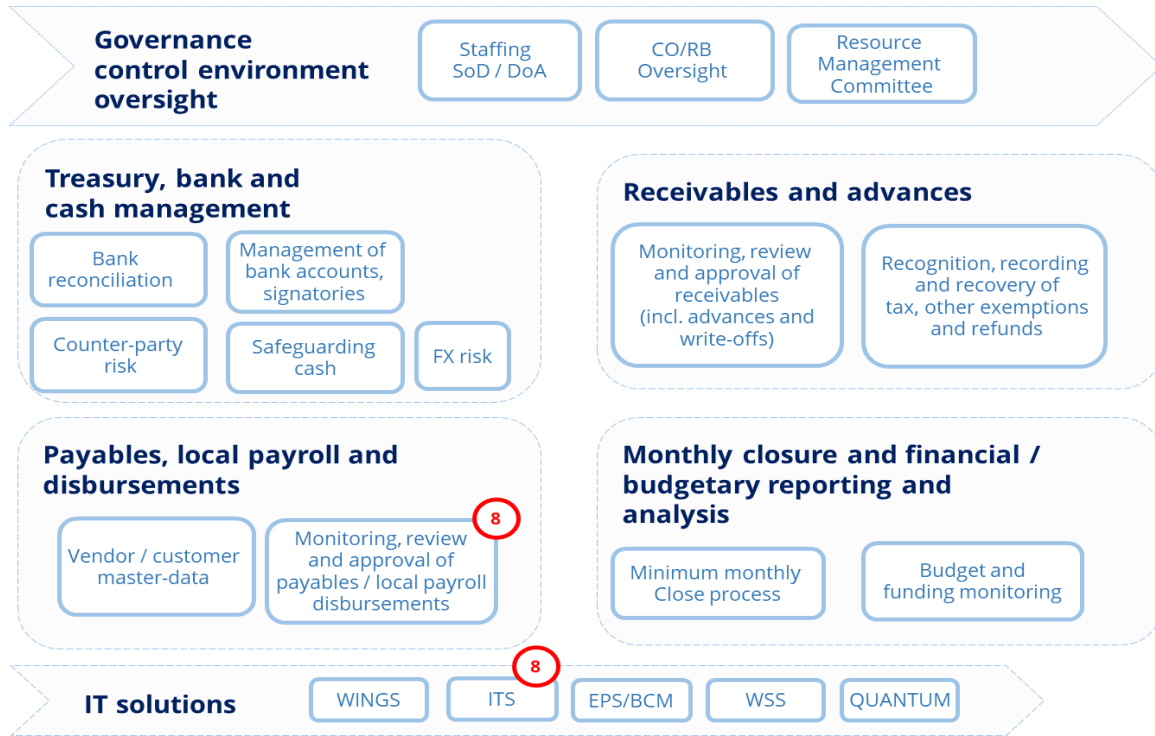 Governance
control environment
oversight
Staffing
SoD / DoA
CO/RB
Oversight
Resource
Management
Committee
Treasury, bank and
cash management
Bank
reconciliation
Management of
bank accounts,
signatories
Counter-party
risk
Safeguarding
cash
FX risk
Receivables and advances
Monitoring, review
and approval of
receivables
(incl. advances and
write-offs)
Recognition, recording
and recovery of
tax, other exemptions
and refunds
Payables, local payroll and
disbursements
Vendor / customer
master-data
8
Monitoring, review
and approval of
payables / local payroll
disbursements
Monthly closure and financial /
budgetary reporting and
analysis
Minimum monthly
Close process
Budget and
funding monitoring
IT solutions
WINGS
8
ITS
EPS/BCM
WSS
QUANTUM